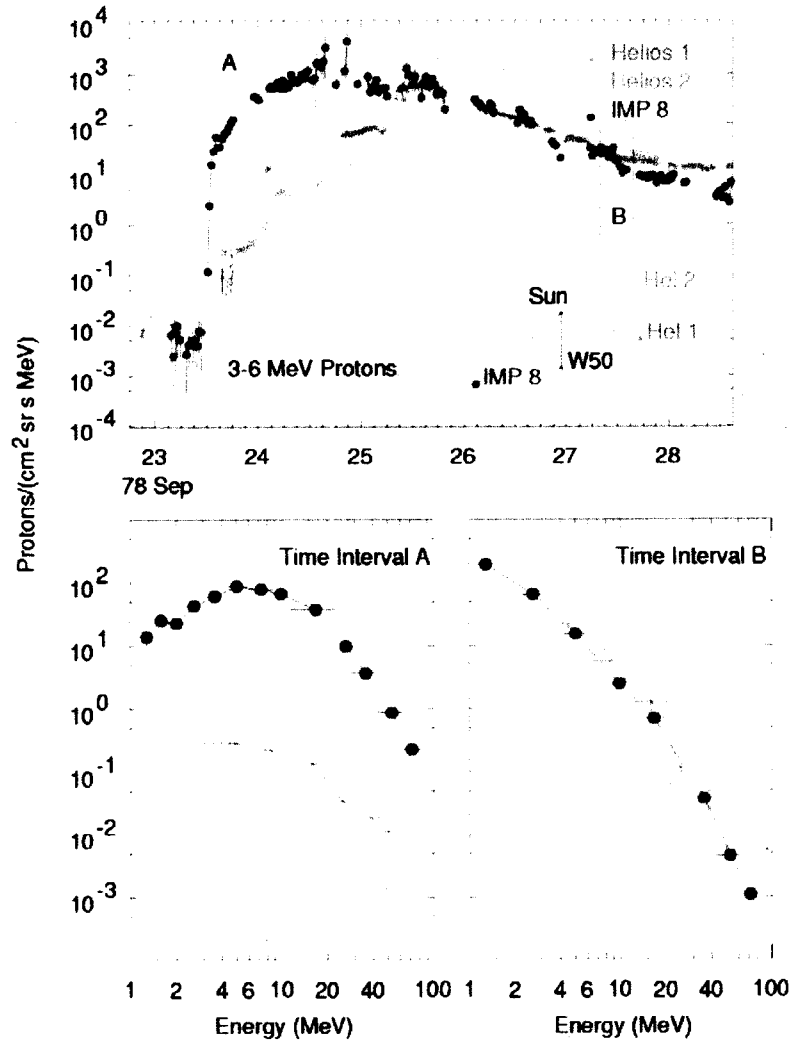 10^4
10^3
10^2
10^1
10^0
10^-1
10^-2
10^-3
10^-4
A
Helios 1
Helios 2
IMP 8
B
Hel 2
Sun
Hel 1
W50
IMP 8
3-6 MeV Protons
23 24 25 26 27 28
78 Sep
Protons/(cm^2 sr s MeV)
Time Interval A
Time Interval B
10^2
10^1
10^0
10^-1
10^-2
10^-3
1 2 4 6 10 20 40 100
1 2 4 6 10 20 40 100
Energy (MeV)
Energy (MeV)